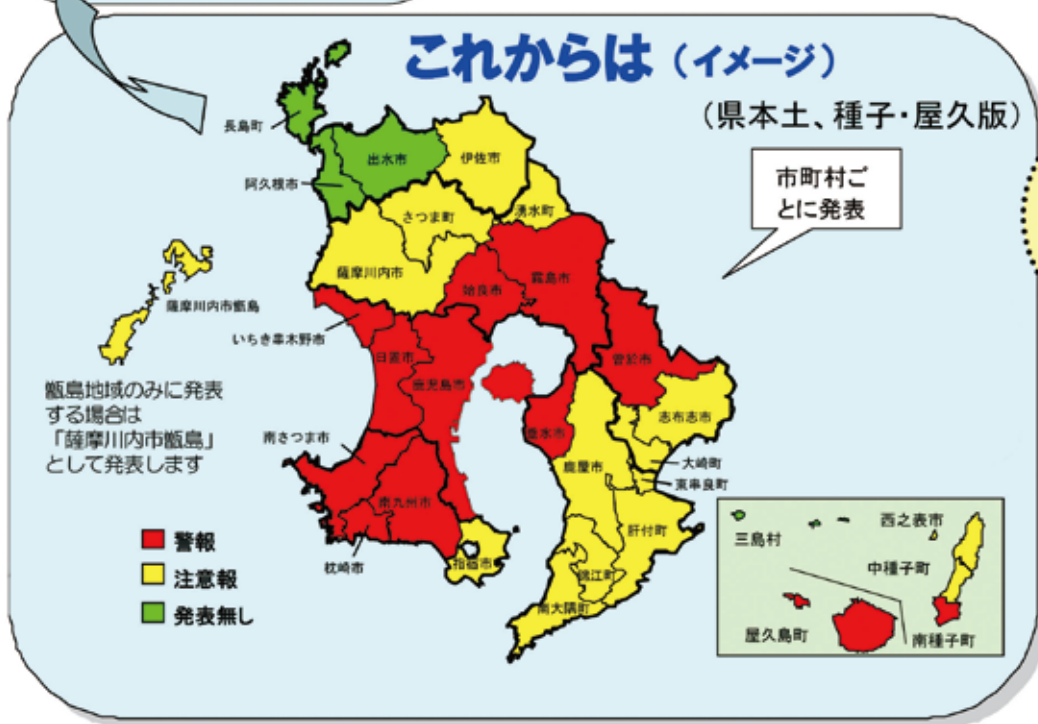 これからは（イメージ）
（県本土、種子・屋久版）
市町村ご
とに発表
長島町
出水市
伊佐市
阿久根市
さつま町
湧水町
薩摩川内市
薩摩川内市甑島
姶良市
霧島市
いちき串木野市
日置市
鹿児島市
曽於市
甑島地域のみに発表
する場合は
「薩摩川内市甑島」
として発表します
志布志市
垂水市
南さつま市
大崎町
鹿屋市
東串良町
南九州市
肝付町
枕崎市
指宿市
錦江町
南大隅町
警報
注意報
発表無し
西之表市
三島村
中種子町
屋久島町
南種子町